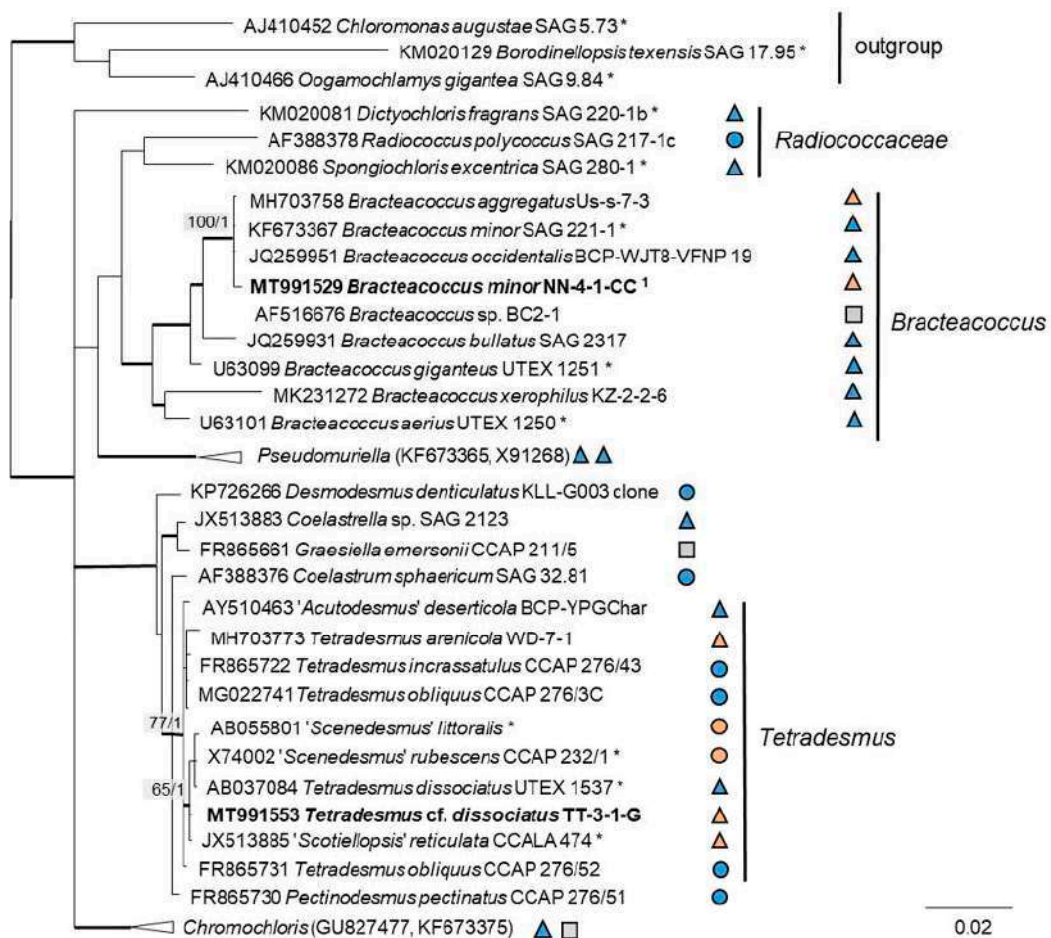 AJ410452 Chloromonas augustae SAG 5.73 *
KM020129 Borodinellopsis texensis SAG 17.95 *
outgroup
AJ410466 Oogamochlamys gigantea SAG 9.84 *
KM020081 Dictyochloris fragrans SAG 220-1b *
AF388378 Radiococcus polycoccus SAG 217-1c
Radiococcaceae
KM020086 Spongiochloris excentrica SAG 280-1 *
MH703758 Bracteacoccus aggregatus Us-s-7-3
100/1
KF673367 Bracteacoccus minor SAG 221-1 *
JQ259951 Bracteacoccus occidentalis BCP-WJT8-VFNP 19
MT991529 Bracteacoccus minor NN-4-1-CC ¹
AF516676 Bracteacoccus sp. BC2-1
Bracteacoccus
JQ259931 Bracteacoccus bullatus SAG 2317
U63099 Bracteacoccus giganteus UTEX 1251 *
MK231272 Bracteacoccus xerophilus KZ-2-2-6
U63101 Bracteacoccus aerius UTEX 1250 *
Pseudomuriella (KF673365, X91268)
KP726266 Desmodesmus denticulatus KLL-G003 clone
JX513883 Coelastrella sp. SAG 2123
FR865661 Graesiella emersonii CCAP 211/5
AF388376 Coelastrum sphaericum SAG 32.81
AY510463 'Acutodesmus' deserticola BCP-YPGChar
MH703773 Tetradesmus arenicola WD-7-1
FR865722 Tetradesmus incrassatulus CCAP 276/43
MG022741 Tetradesmus obliquus CCAP 276/3C
77/1
AB055801 'Scenedesmus' littoralis *
Tetradesmus
X74002 'Scenedesmus' rubescens CCAP 232/1 *
65/1
AB037084 Tetradesmus dissociatus UTEX 1537 *
MT991553 Tetradesmus cf. dissociatus TT-3-1-G
JX513885 'Scotiellopsis' reticulata CCALA 474 *
FR865731 Tetradesmus obliquus CCAP 276/52
FR865730 Pectinodesmus pectinatus CCAP 276/51
Chromochloris (GU827477, KF673375)
0.02